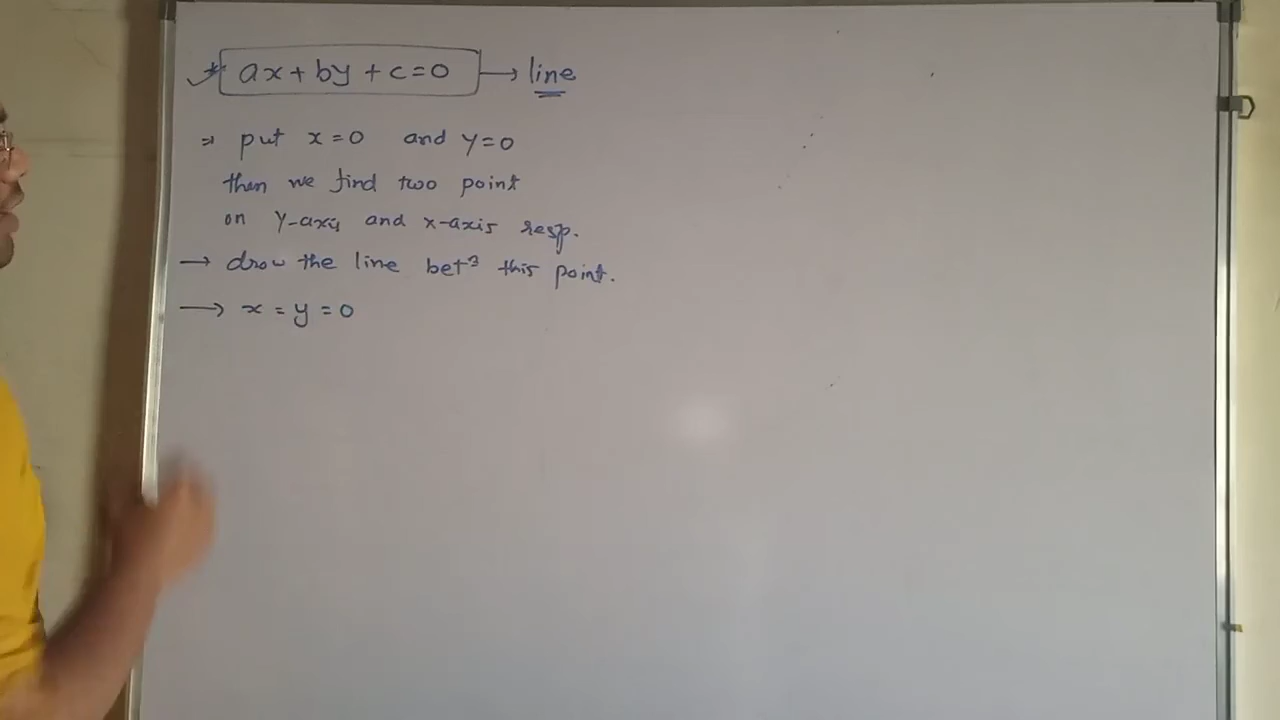 * ax + by + c = 0 → line
⇒ put x = 0 and y = 0
then we find two point
on Y-axis and x-axis resp.
→ drow the line betⁿ this point.
→ x = y = 0